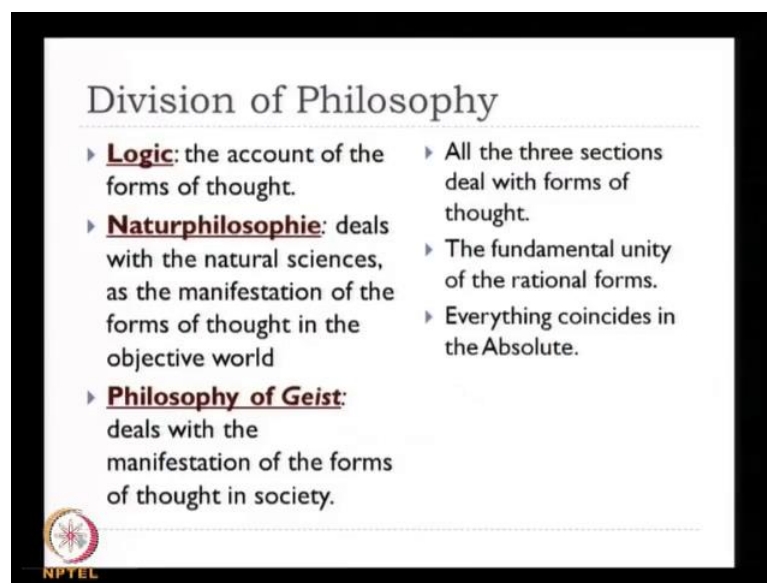 Division of Philosophy
Logic: the account of the
forms of thought.
Naturphilosophie: deals
with the natural sciences,
as the manifestation of the
forms of thought in the
objective world
Philosophy of Geist:
deals with the
manifestation of the forms
of thought in society.
All the three sections
deal with forms of
thought.
The fundamental unity
of the rational forms.
Everything coincides in
the Absolute.
NPTEL